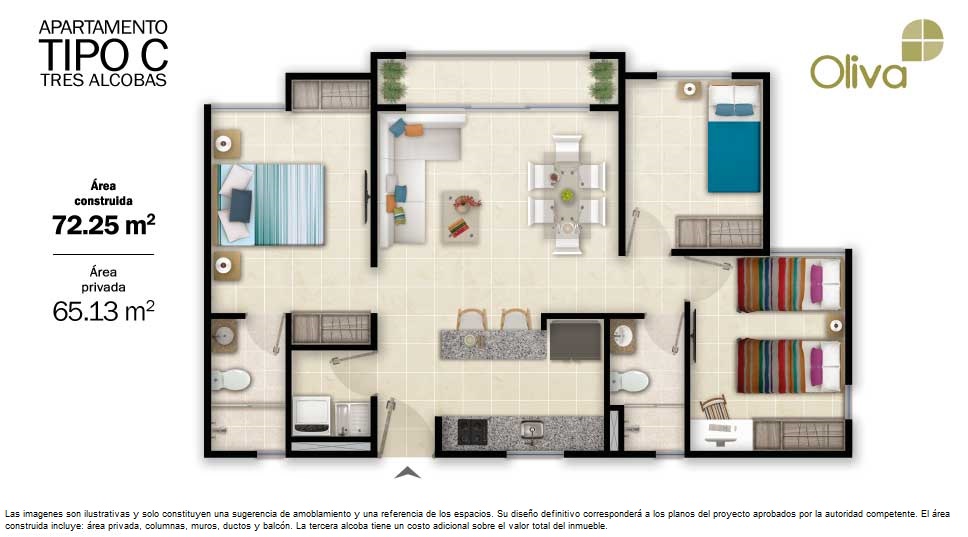 APARTAMENTO
TIPO C
TRES ALCOBAS
Oliva
Área
construida
72.25 m²
Área
privada
65.13 m²
Las imagenes son ilustrativas y solo constituyen una sugerencia de amoblamiento y una referencia de los espacios. Su diseño definitivo corresponderá a los planos del proyecto aprobados por la autoridad competente. El área
construida incluye: área privada, columnas, muros, ductos y balcón. La tercera alcoba tiene un costo adicional sobre el valor total del inmueble.